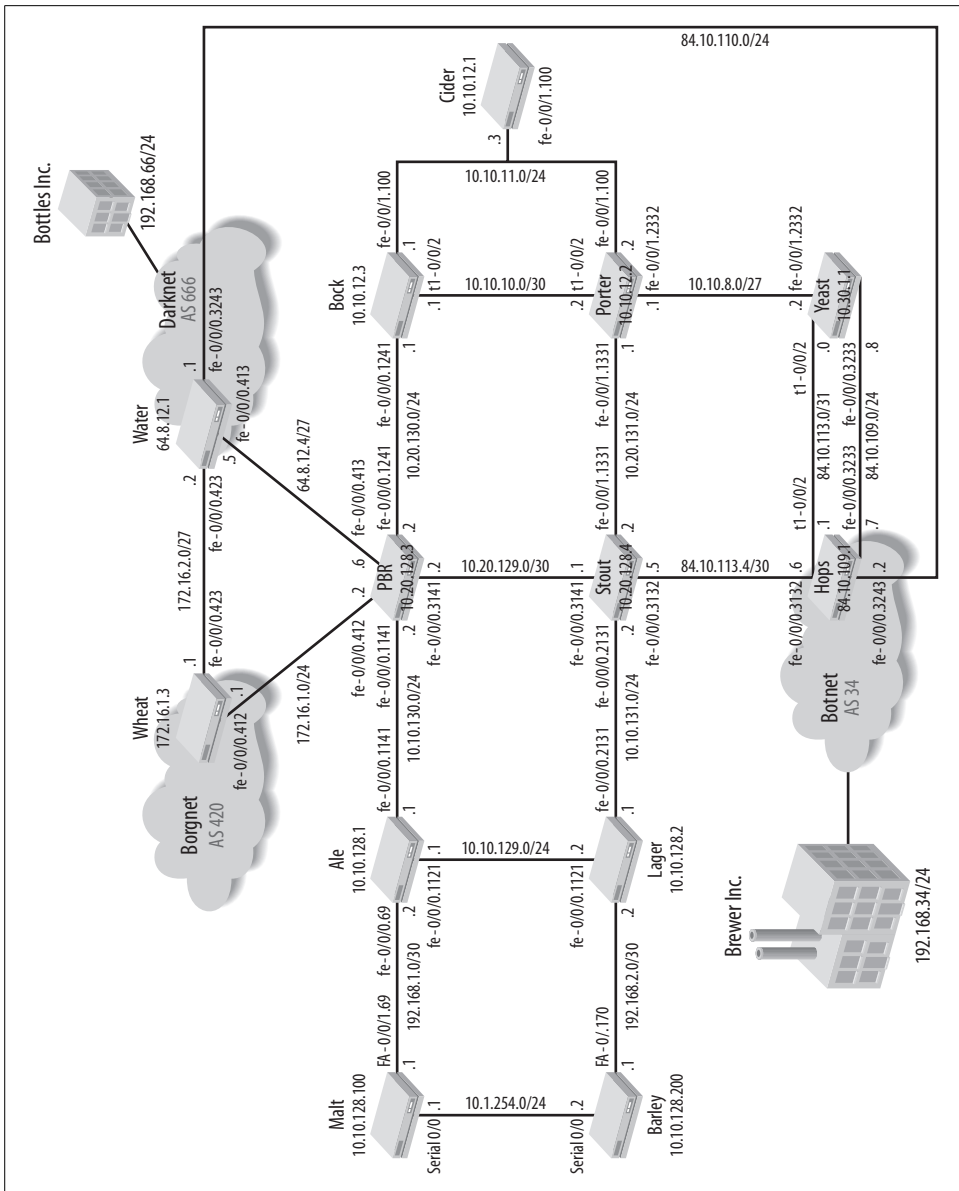 Bottles Inc.
192.168.66/24
Darknet
AS 666
84.10.110.0/24
Borgnet
AS 420
Wheat
172.16.1.3
.1
fe-0/0/0.423
fe-0/0/0.412
.1
172.16.2.0/27
Water
64.8.12.1
.2
fe-0/0/0.423
.1
fe-0/0/0.3243
.5
fe-0/0/0.413
172.16.1.0/24
64.8.12.4/27
Malt
10.10.128.100
FA-0/0/1.69
.1
Serial 0/0
.1
192.168.1.0/30
Ale
10.10.128.1
fe-0/0/0.69
.2
fe-0/0/0.1141
.1
fe-0/0/0.1121
.1
10.10.130.0/24
PBR
10.20.128.3
fe-0/0/0.412
.2
.6
fe-0/0/0.413
fe-0/0/0.1141
.2
fe-0/0/0.3141
.2
fe-0/0/0.1241
.2
10.20.130.0/24
Bock
10.10.12.3
fe-0/0/0.1241
.1
fe-0/0/1.100
.1
.1
t1-0/0/2
Cider
10.10.12.1
.3
fe-0/0/1.100
10.10.11.0/24
10.1.254.0/24
10.10.129.0/24
10.20.129.0/30
10.10.10.0/30
Serial 0/0
.2
Barley
10.10.128.200
FA-0/.170
.1
192.168.2.0/30
fe-0/0/0.1121
.2
Lager
10.10.128.2
.2
fe-0/0/0.2131
.1
10.10.131.0/24
Stout
10.20.128.4
fe-0/0/0.3141
.1
fe-0/0/0.2131
.2
fe-0/0/0.3132
.5
fe-0/0/1.1331
.2
10.20.131.0/24
Porter
10.10.12.2
.2
t1-0/0/2
fe-0/0/1.1331
.1
fe-0/0/1.100
.2
.1
fe-0/0/1.2332
84.10.113.4/30
10.10.8.0/27
Brewer Inc.
192.168.34/24
Botnet
AS 34
Hops
84.10.109.1
fe-0/0/0.3132
.6
fe-0/0/0.3243
.2
t1-0/0/2
.1
fe-0/0/0.3233
.7
84.10.113.0/31
84.10.109.0/24
Yeast
10.30.1.1
.2
fe-0/0/1.2332
t1-0/0/2
.0
fe-0/0/0.3233
.8